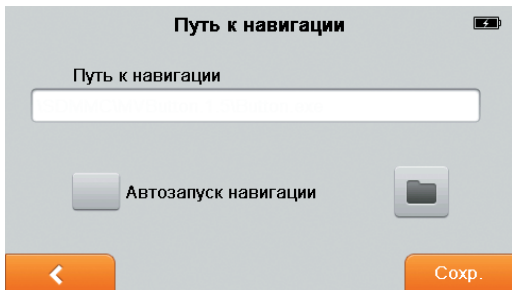 Путь к навигации
Путь к навигации
Автозапуск навигации
Сохр.